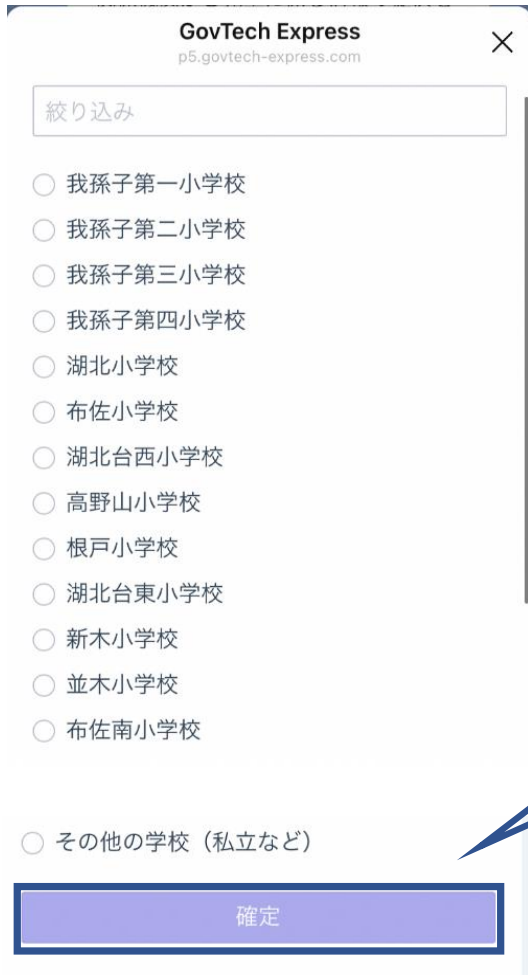 GovTech Express
p5.govtech-express.com
絞り込み
我孫子第一小学校
我孫子第二小学校
我孫子第三小学校
我孫子第四小学校
湖北小学校
布佐小学校
湖北台西小学校
高野山小学校
根戸小学校
湖北台東小学校
新木小学校
並木小学校
布佐南小学校
その他の学校（私立など）
確定